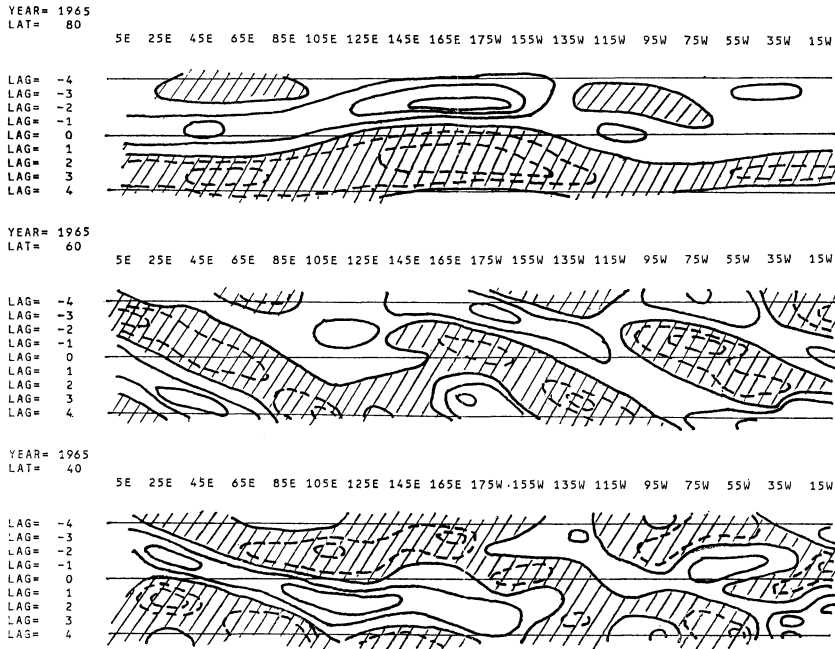 YEAR= 1965
LAT= 80
5E 25E 45E 65E 85E 105E 125E 145E 165E 175W 155W 135W 115W 95W 75W 55W 35W 15W
LAG= -4
LAG= -3
LAG= -2
LAG= -1
LAG= 0
LAG= 1
LAG= 2
LAG= 3
LAG= 4
YEAR= 1965
LAT= 60
5E 25E 45E 65E 85E 105E 125E 145E 165E 175W 155W 135W 115W 95W 75W 55W 35W 15W
LAG= -4
LAG= -3
LAG= -2
LAG= -1
LAG= 0
LAG= 1
LAG= 2
LAG= 3
LAG= 4
YEAR= 1965
LAT= 40
5E 25E 45E 65E 85E 105E 125E 145E 165E 175W 155W 135W 115W 95W 75W 55W 35W 15W
LAG= -4
LAG= -3
LAG= -2
LAG= -1
LAG= 0
LAG= 1
LAG= 2
LAG= 3
LAG= 4